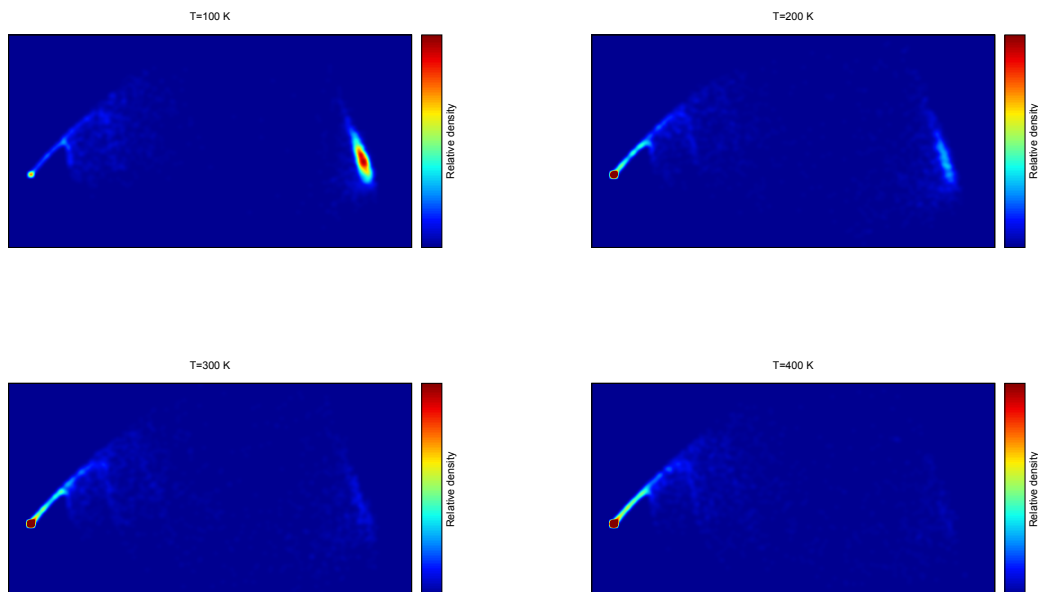 T=100 K
Relative density
T=200 K
Relative density
T=300 K
Relative density
T=400 K
Relative density